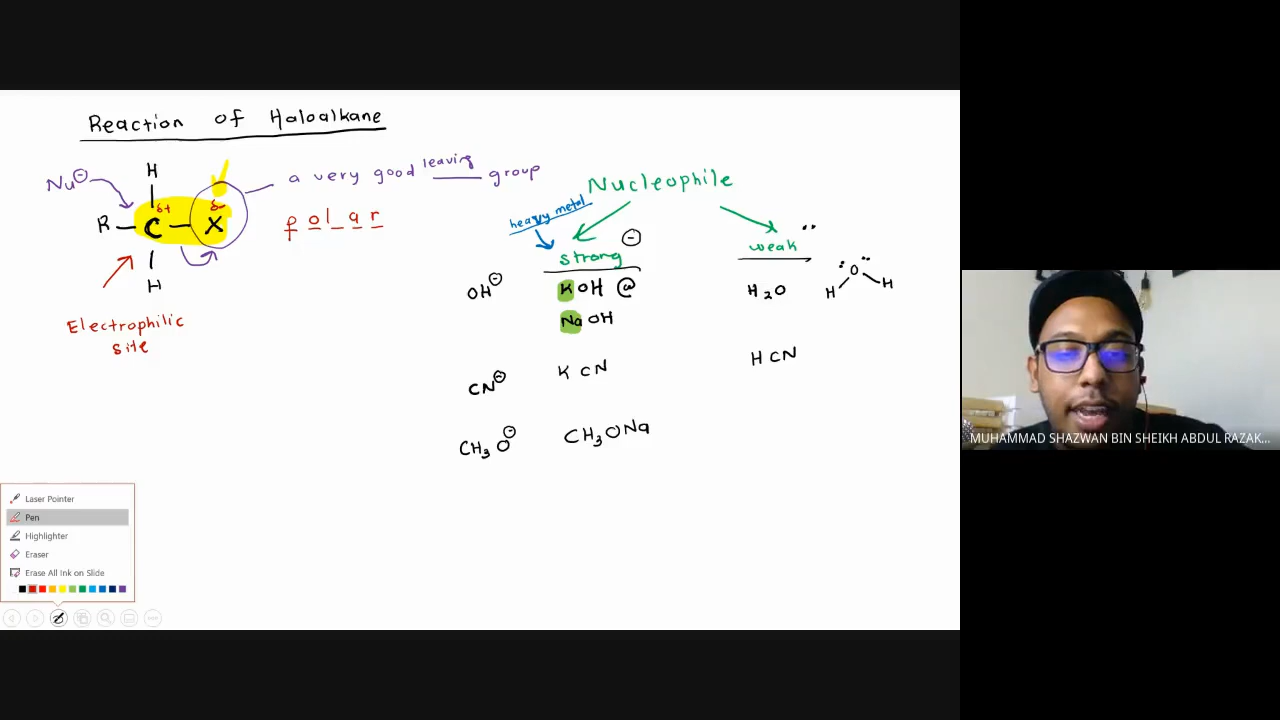 Reaction of Haloalkane
Nu⊖
H
R - C - X
δ+
δ-
H
a very good leaving group
polar
Electrophilic
site
Nucleophile
heavy metal
strong
⊖
weak
OH⊖
KOH @
NaOH
H2O
H O H
CN⊖
KCN
HCN
CH3O⊖
CH3ONa
Laser Pointer
Pen
Highlighter
Eraser
Erase All Ink on Slide
MUHAMMAD SHAZWAN BIN SHEIKH ABDUL RAZAK...